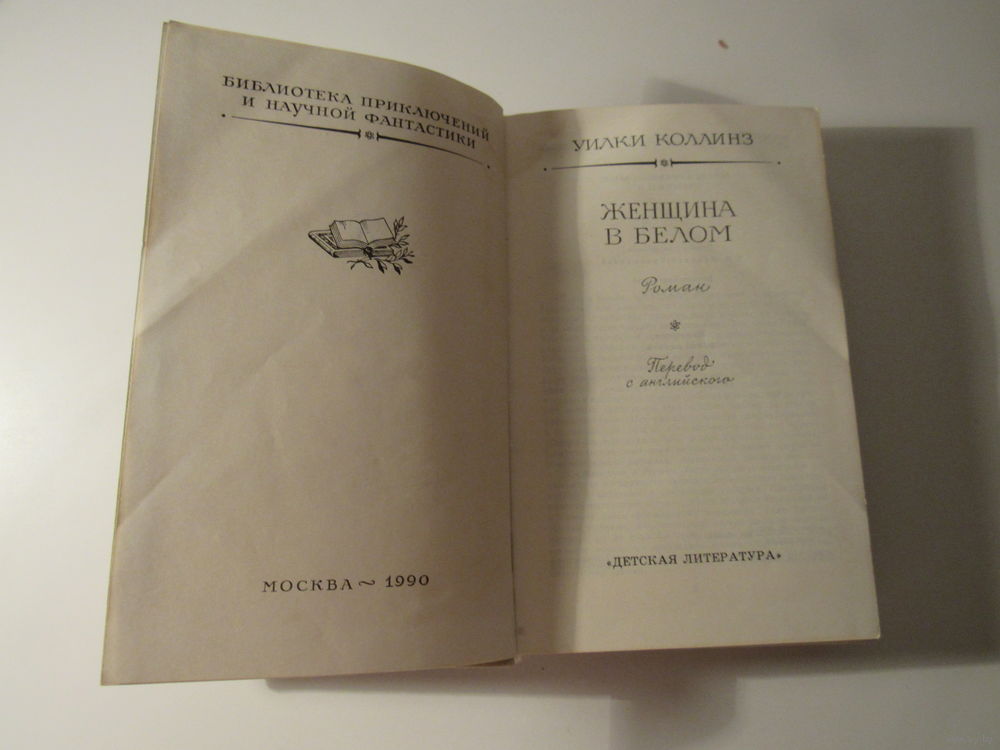 БИБЛИОТЕКА ПРИКЛЮЧЕНИЙ
И НАУЧНОЙ ФАНТАСТИКИ
МОСКВА ~ 1990
УИЛКИ КОЛЛИНЗ
ЖЕНЩИНА
В БЕЛОМ
Роман
Перевод
с английского
«ДЕТСКАЯ ЛИТЕРАТУРА»